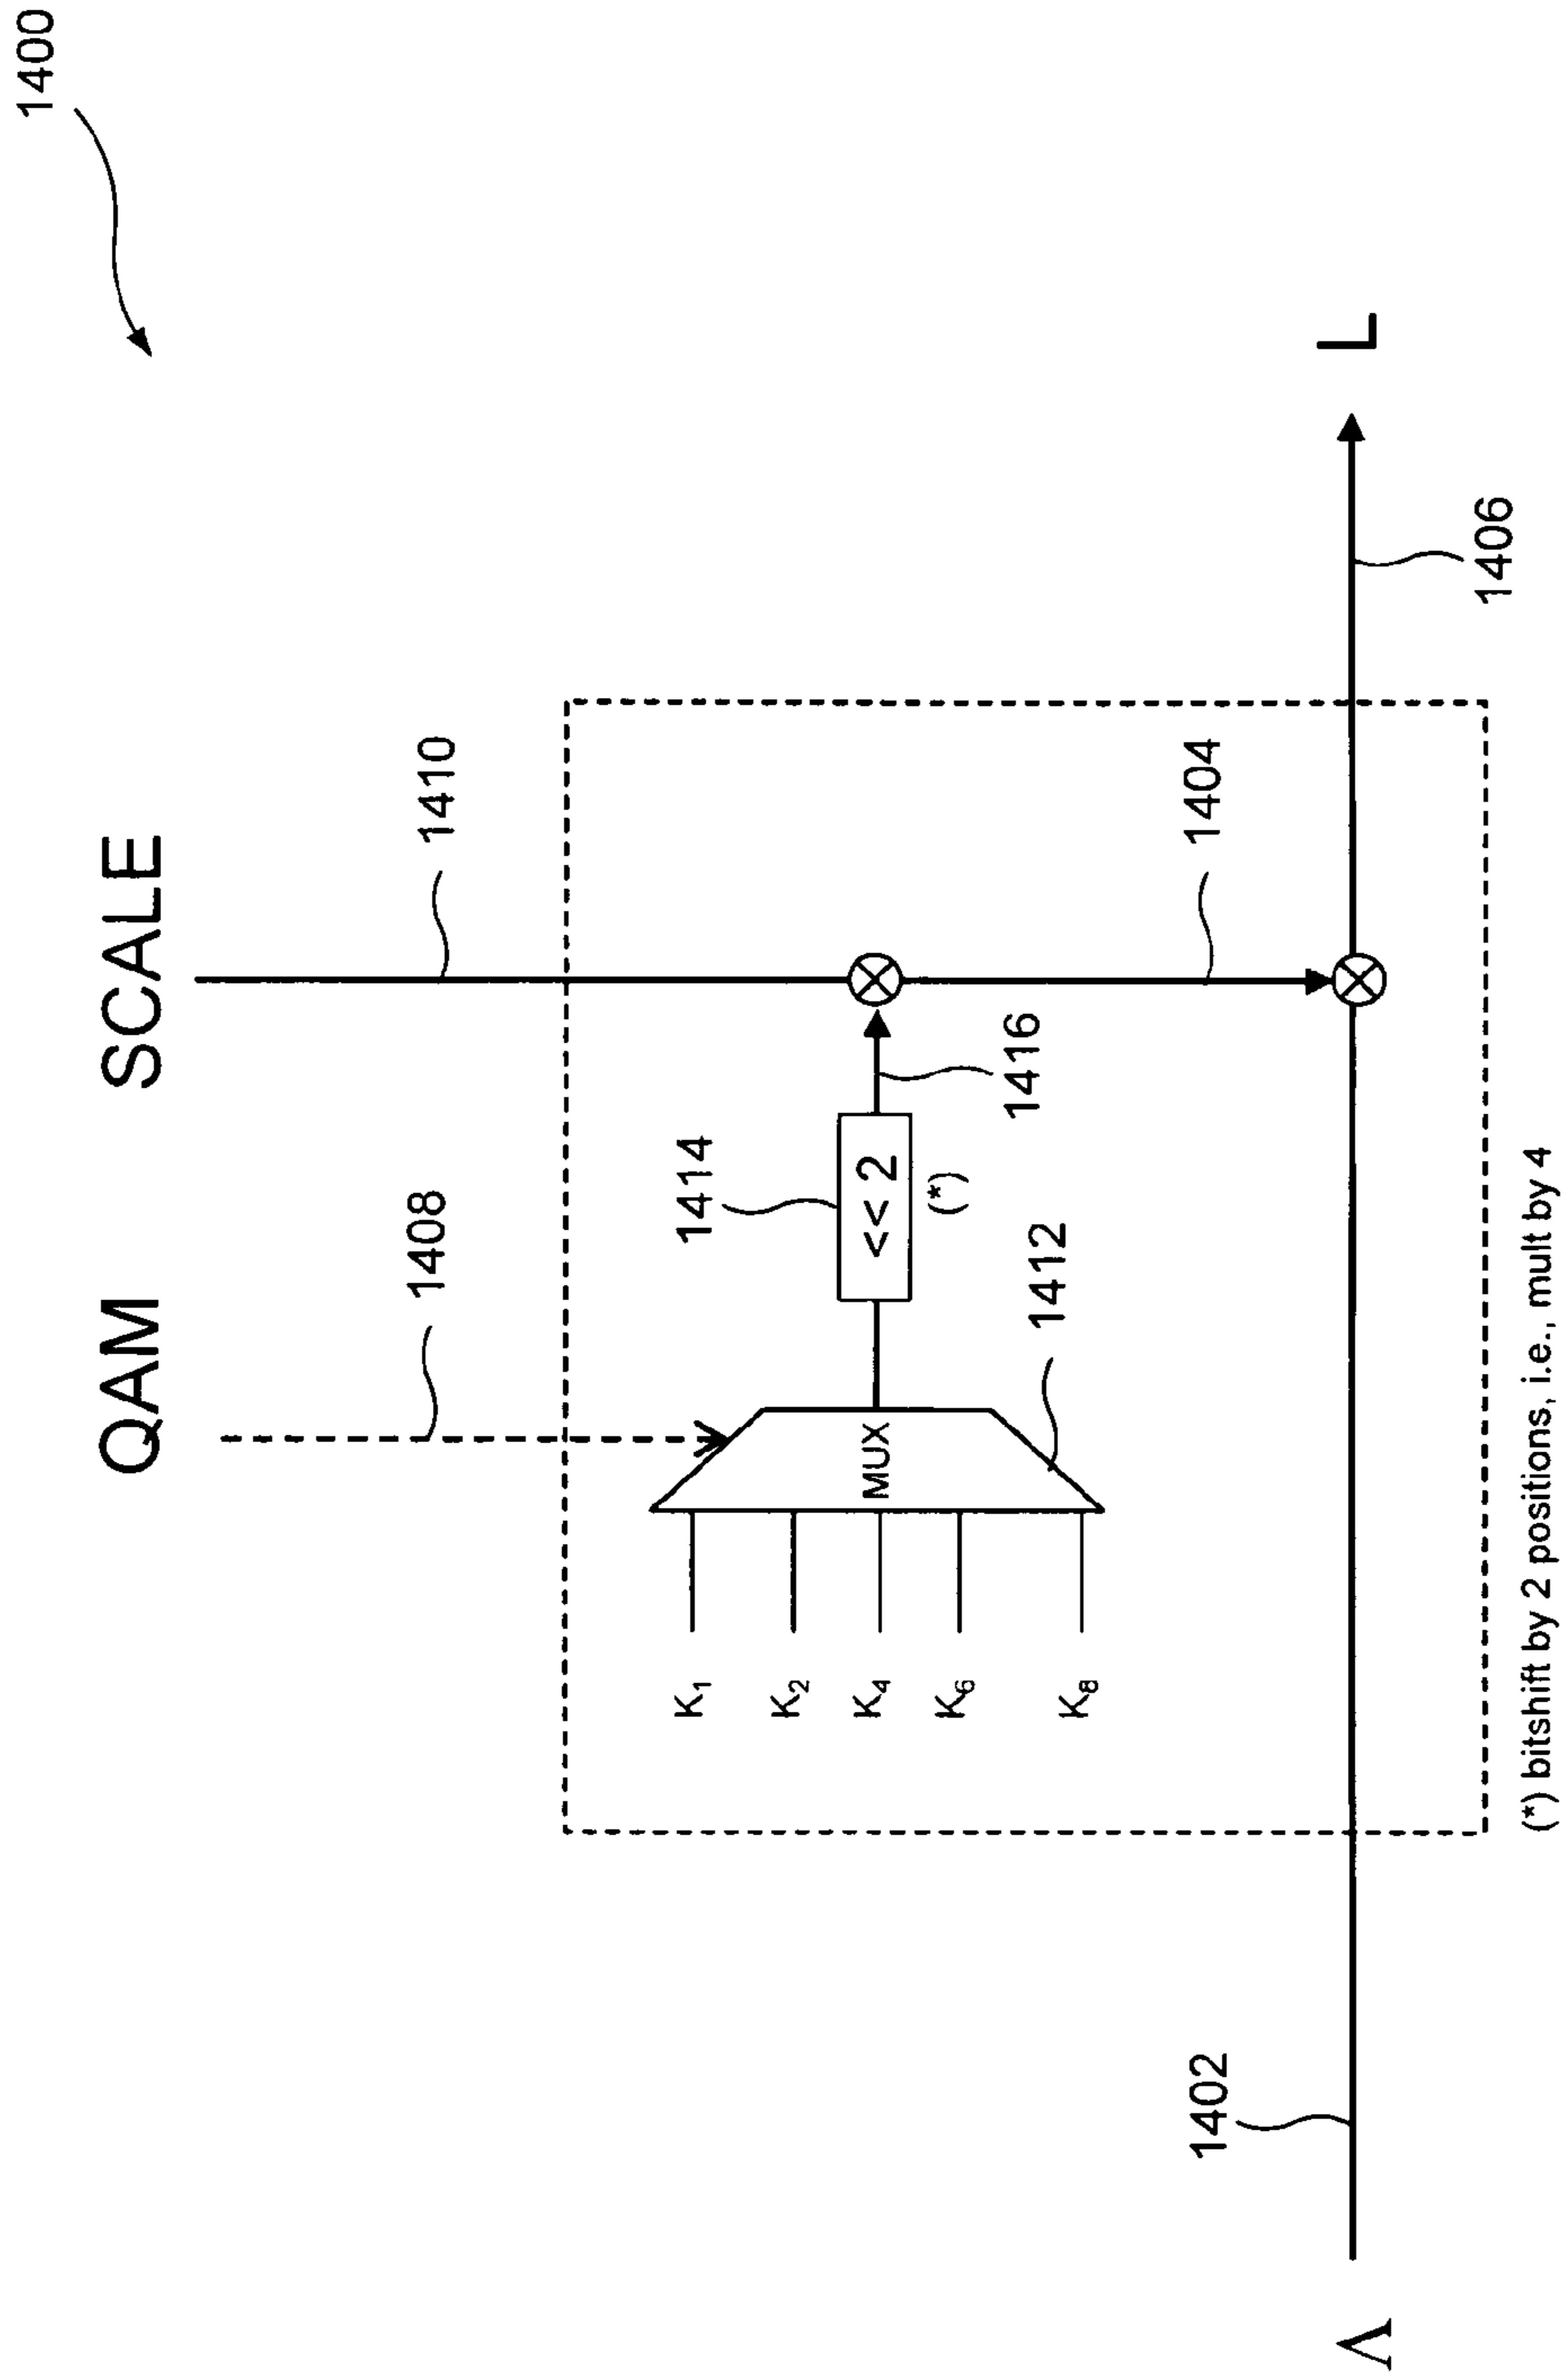 1400
QAM
SCALE
1408
1410
1414
<< 2
(*)
1416
MUX
1412
K1
K2
K4
K6
K8
1404
1402
Λ
L
1406
(*) bitshift by 2 positions, i.e., mult by 4